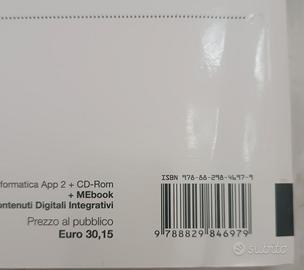 ISBN 978-88-298-4697-9
nformatica App 2 + CD-Rom
+ MEbook
ontenuti Digitali Integrativi
Prezzo al pubblico
Euro 30,15
9 788829 846979
subito